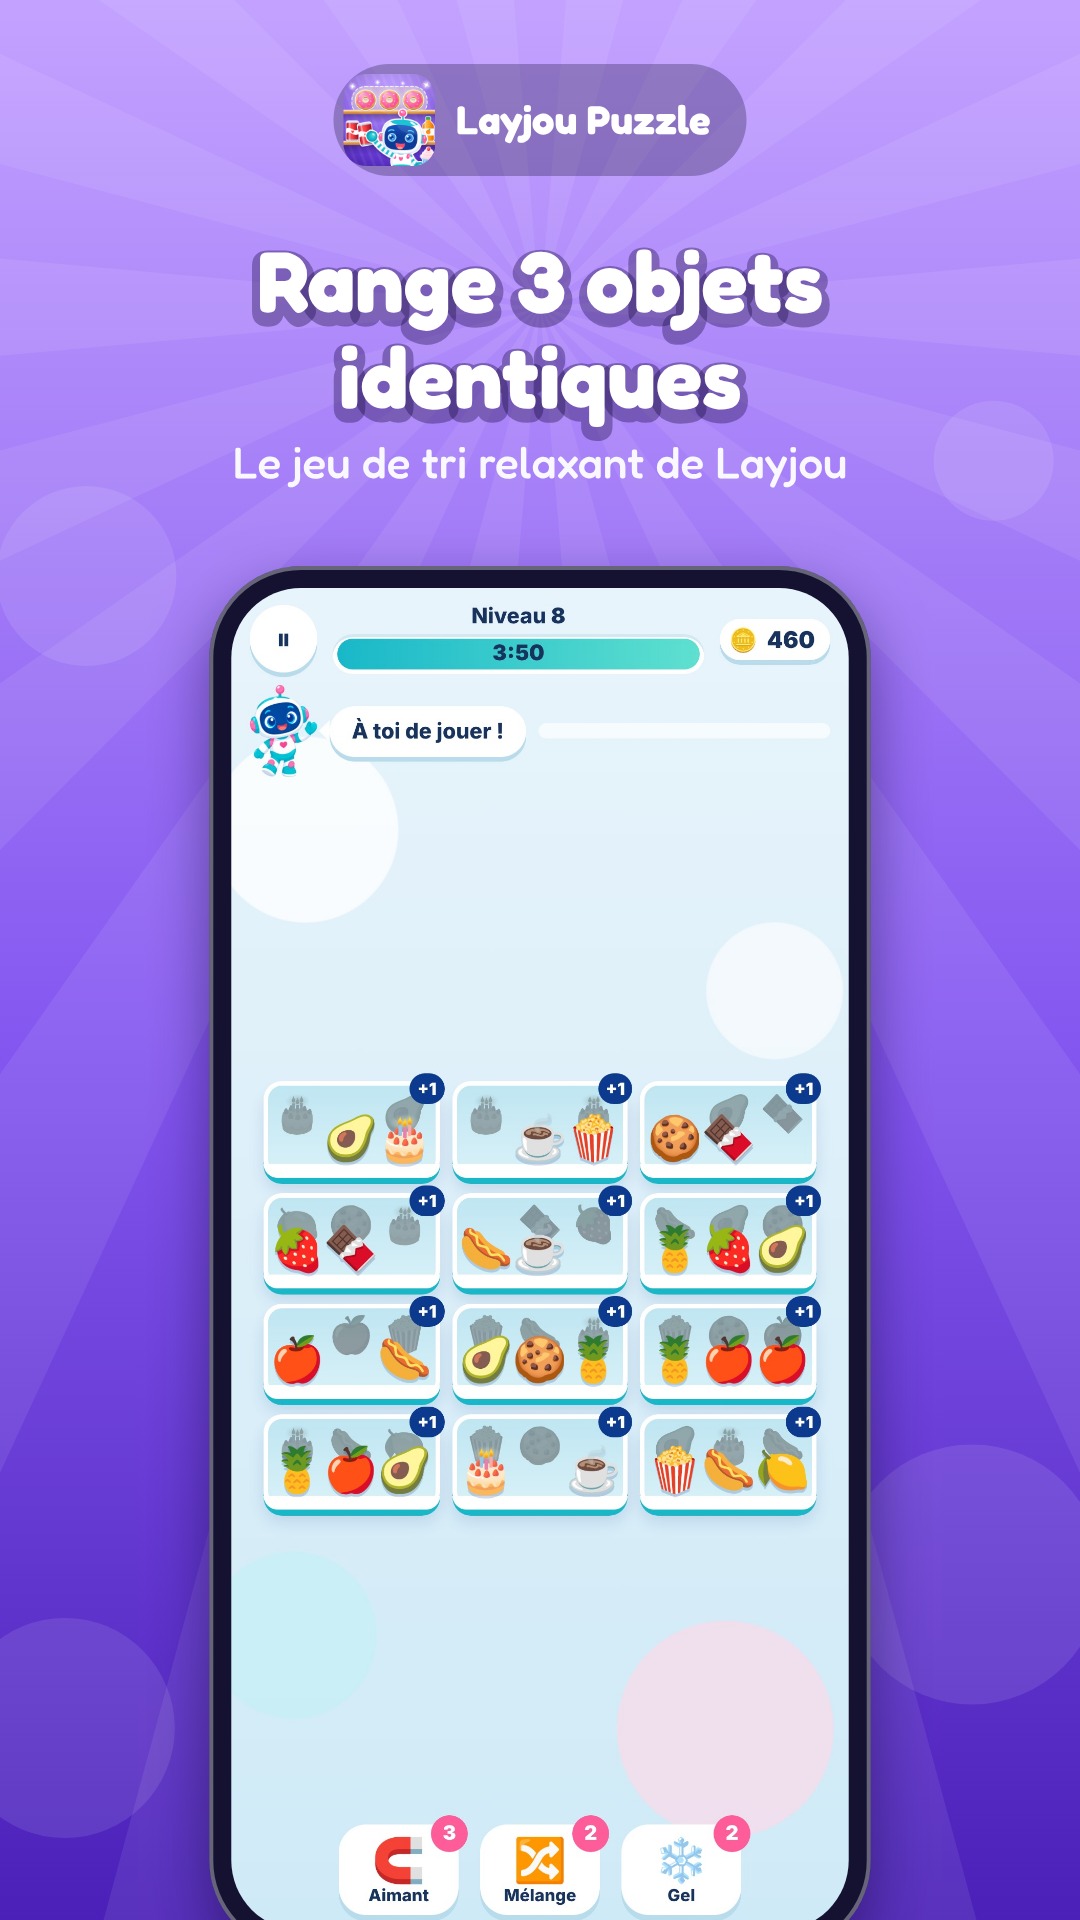 Layjou Puzzle
Range 3 objets
identiques
Le jeu de tri relaxant de Layjou
Niveau 8
3:50
460
À toi de jouer !
+1 +1 +1
+1 +1 +1
+1 +1 +1
+1 +1 +1
3 2 2
Aimant Mélange Gel